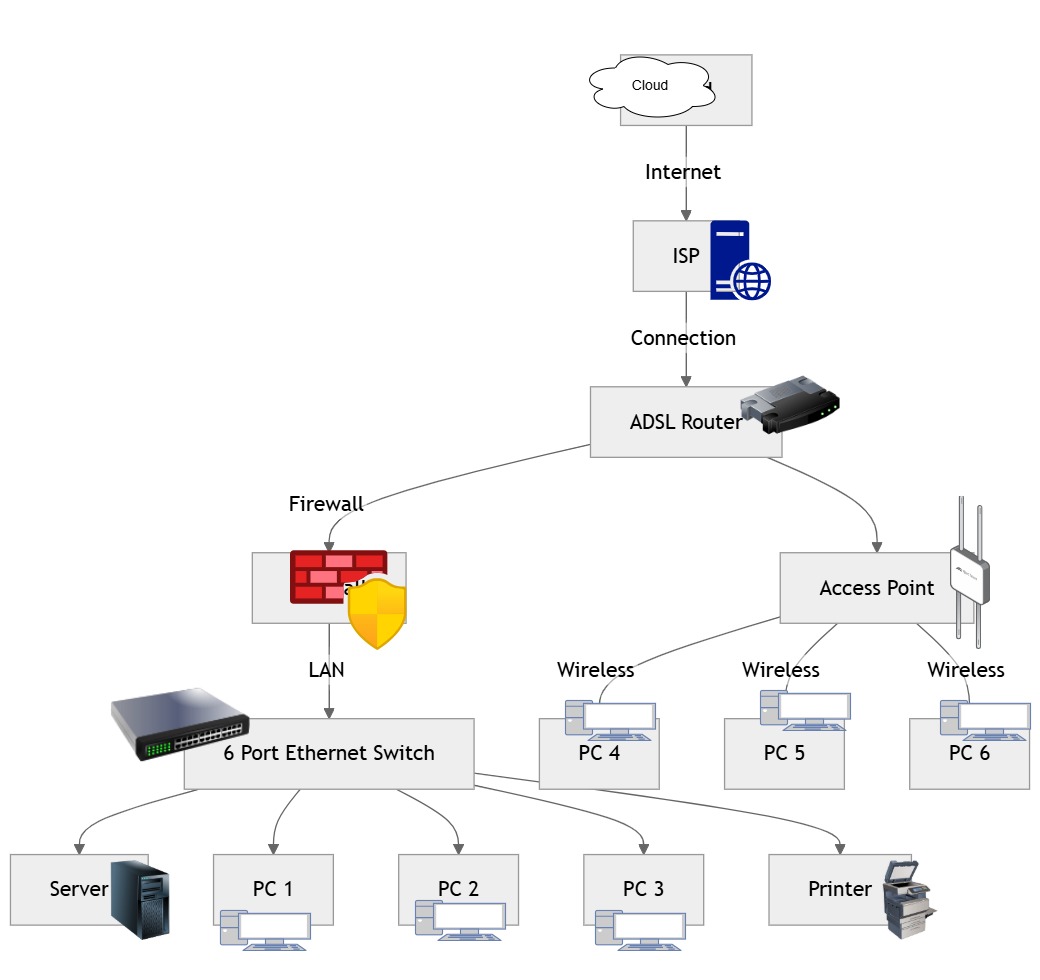 Cloud
Internet
ISP
Connection
ADSL Router
Firewall
Access Point
LAN
Wireless
Wireless
Wireless
6 Port Ethernet Switch
PC 4
PC 5
PC 6
Server
PC 1
PC 2
PC 3
Printer